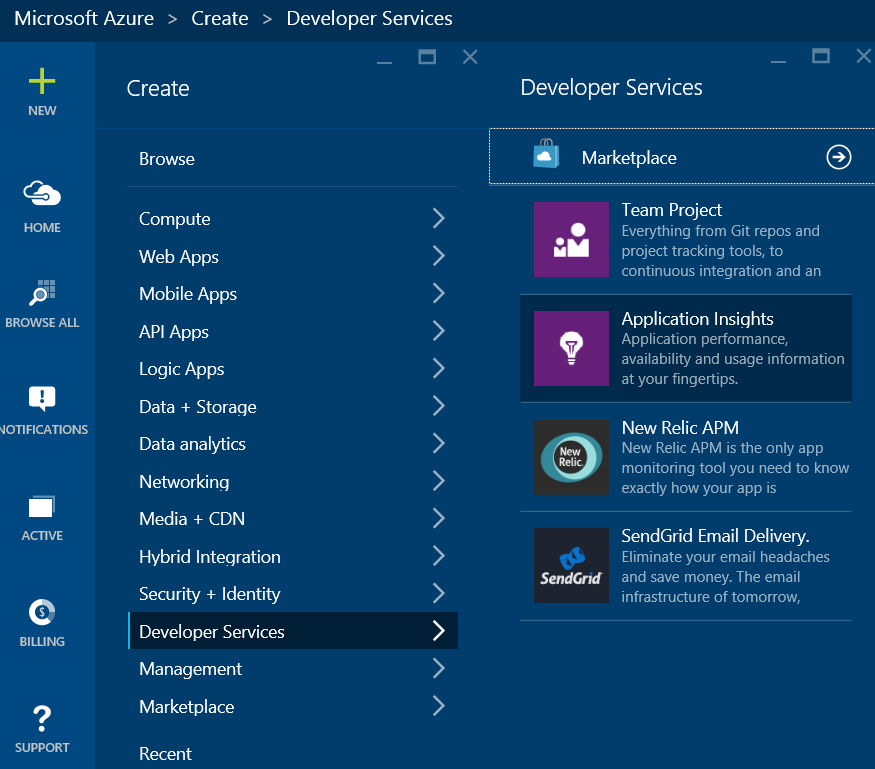 Microsoft Azure > Create > Developer Services
NEW
HOME
BROWSE ALL
NOTIFICATIONS
ACTIVE
BILLING
SUPPORT
Create
Browse
Compute
Web Apps
Mobile Apps
API Apps
Logic Apps
Data + Storage
Data analytics
Networking
Media + CDN
Hybrid Integration
Security + Identity
Developer Services
Management
Marketplace
Recent
Developer Services
Marketplace
Team Project
Everything from Git repos and
project tracking tools, to
continuous integration and an
Application Insights
Application performance,
availability and usage information
at your fingertips.
New
Relic.
New Relic APM
New Relic APM is the only app
monitoring tool you need to know
exactly how your app is
SendGrid
SendGrid Email Delivery.
Eliminate your email headaches
and save money. The email
infrastructure of tomorrow,